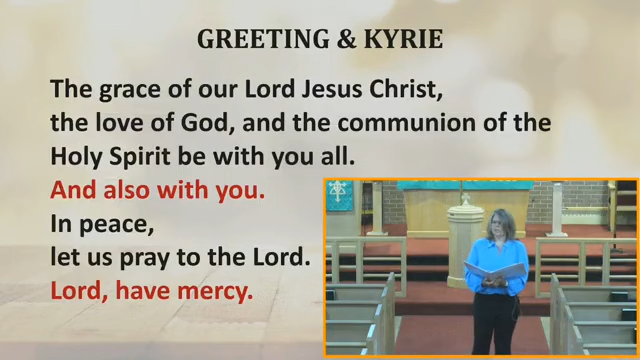 GREETING & KYRIE
The grace of our Lord Jesus Christ,
the love of God, and the communion of the
Holy Spirit be with you all.
And also with you.
In peace,
let us pray to the Lord.
Lord, have mercy.